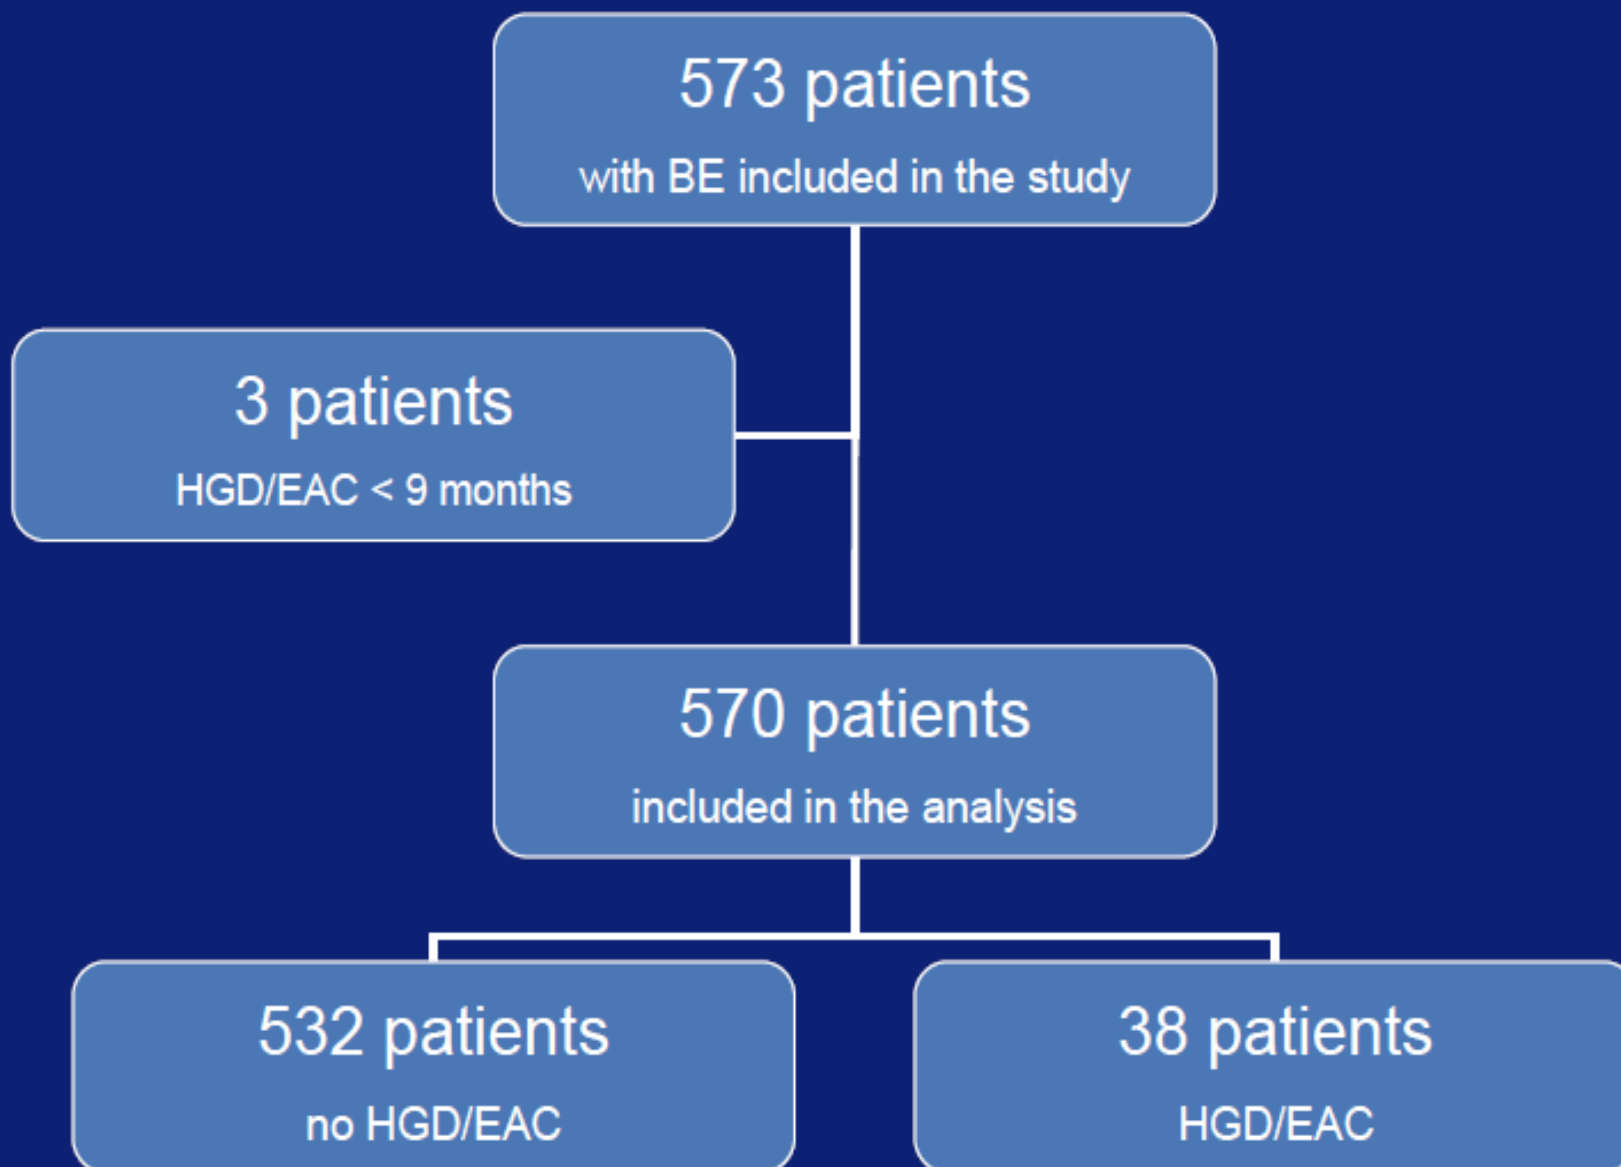 573 patients
with BE included in the study
3 patients
HGD/EAC < 9 months
570 patients
included in the analysis
532 patients
no HGD/EAC
38 patients
HGD/EAC